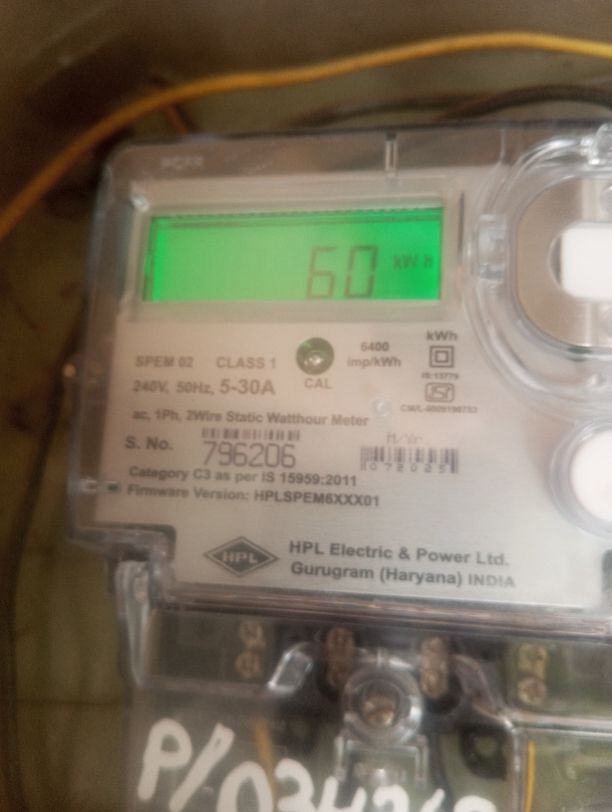 60 kWh
SPEM 02 CLASS 1
6400
imp/kWh
CAL
kWh
IS:13779
240V, 50Hz, 5-30A
ac, 1Ph, 2Wire Static Watthour Meter
S. No. 796206
M/Yr.
072025
Category C3 as per IS 15959:2011
Firmware Version: HPLSPEM6XXX01
HPL
HPL Electric & Power Ltd.
Gurugram (Haryana) INDIA